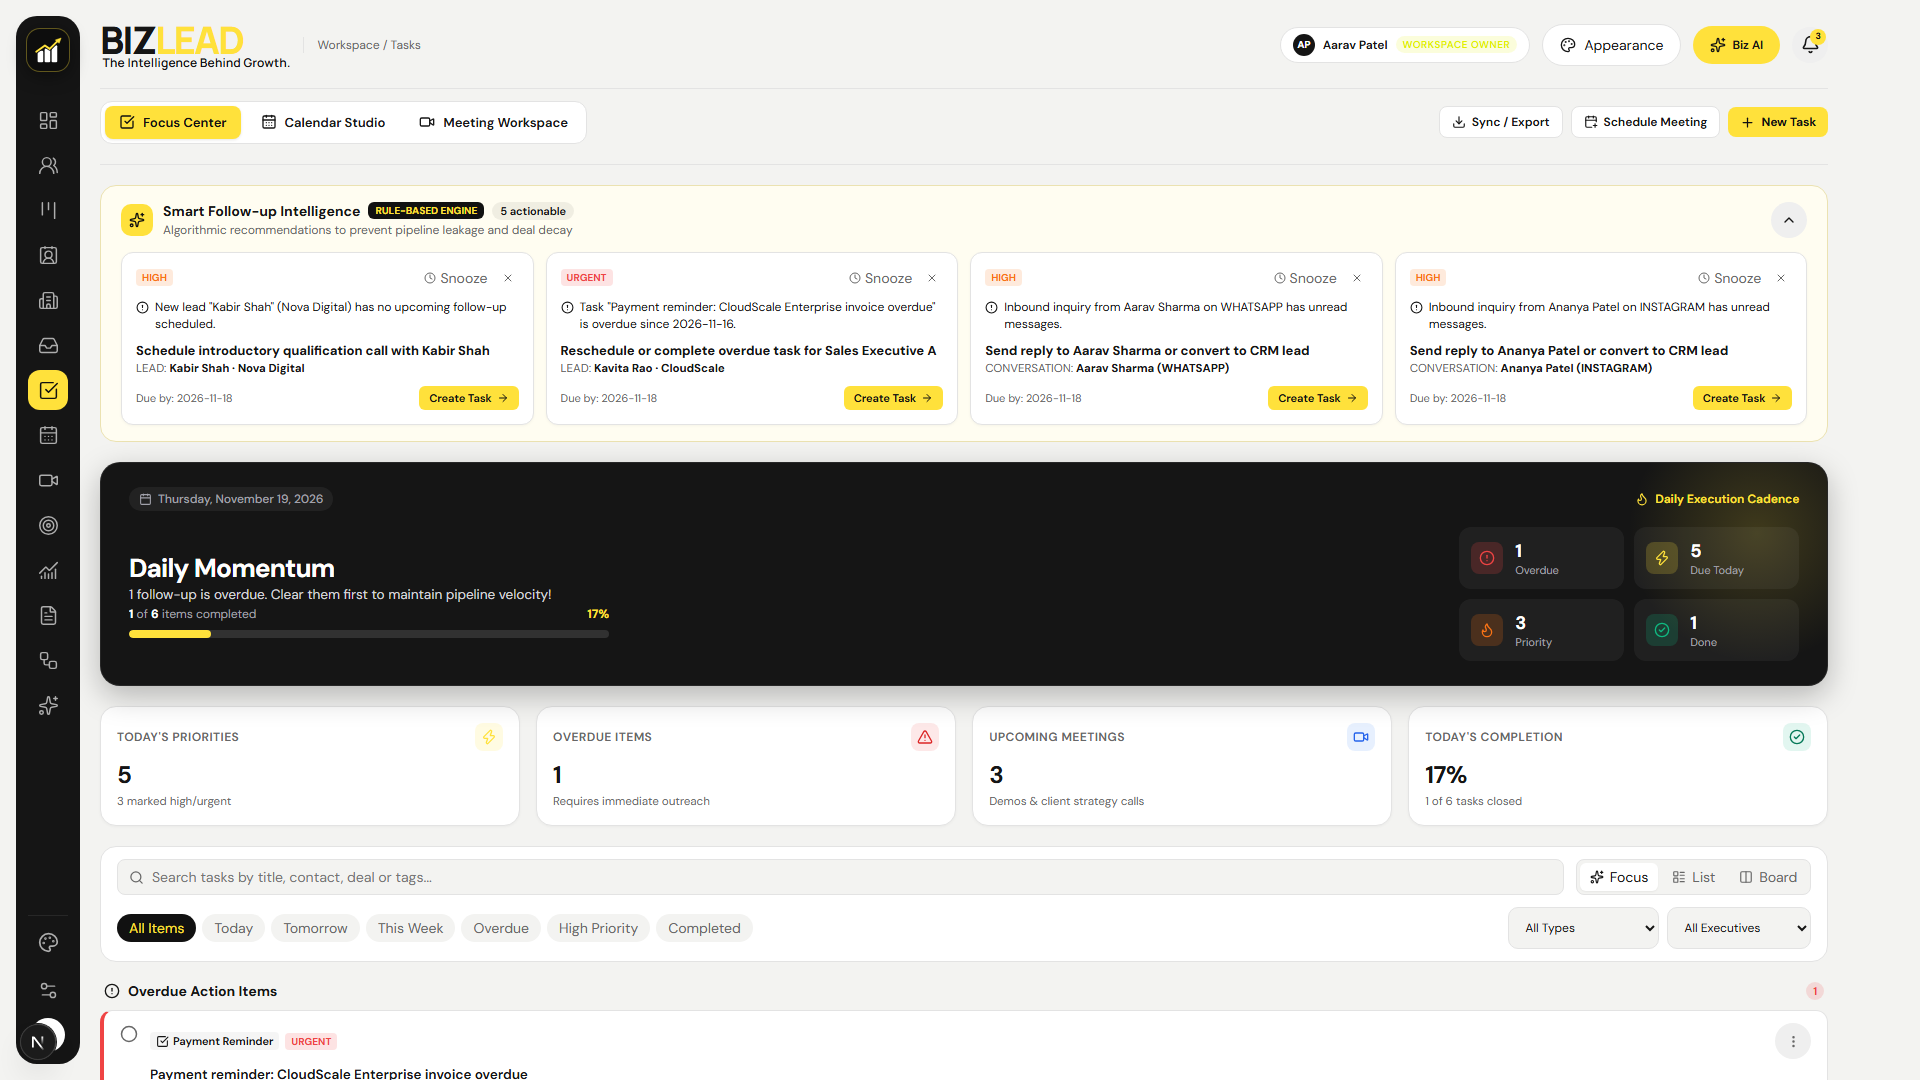 BIZLEAD
The Intelligence Behind Growth.
Workspace / Tasks
AP Aarav Patel WORKSPACE OWNER
Appearance
Biz AI
3
Focus Center
Calendar Studio
Meeting Workspace
Sync / Export
Schedule Meeting
New Task
Smart Follow-up Intelligence RULE-BASED ENGINE 5 actionable
Algorithmic recommendations to prevent pipeline leakage and deal decay
HIGH Snooze
New lead "Kabir Shah" (Nova Digital) has no upcoming follow-up
scheduled.
Schedule introductory qualification call with Kabir Shah
LEAD: Kabir Shah · Nova Digital
Due by: 2026-11-18 Create Task
URGENT Snooze
Task "Payment reminder: CloudScale Enterprise invoice overdue"
is overdue since 2026-11-16.
Reschedule or complete overdue task for Sales Executive A
LEAD: Kavita Rao · CloudScale
Due by: 2026-11-18 Create Task
HIGH Snooze
Inbound inquiry from Aarav Sharma on WHATSAPP has unread
messages.
Send reply to Aarav Sharma or convert to CRM lead
CONVERSATION: Aarav Sharma (WHATSAPP)
Due by: 2026-11-18 Create Task
HIGH Snooze
Inbound inquiry from Ananya Patel on INSTAGRAM has unread
messages.
Send reply to Ananya Patel or convert to CRM lead
CONVERSATION: Ananya Patel (INSTAGRAM)
Due by: 2026-11-18 Create Task
Thursday, November 19, 2026
Daily Execution Cadence
Daily Momentum
1 follow-up is overdue. Clear them first to maintain pipeline velocity!
1 of 6 items completed 17%
1
Overdue
5
Due Today
3
Priority
1
Done
TODAY'S PRIORITIES
5
3 marked high/urgent
OVERDUE ITEMS
1
Requires immediate outreach
UPCOMING MEETINGS
3
Demos & client strategy calls
TODAY'S COMPLETION
17%
1 of 6 tasks closed
Search tasks by title, contact, deal or tags...
Focus
List
Board
All Items
Today
Tomorrow
This Week
Overdue
High Priority
Completed
All Types
All Executives
Overdue Action Items
1
Payment Reminder URGENT
Payment reminder: CloudScale Enterprise invoice overdue
N